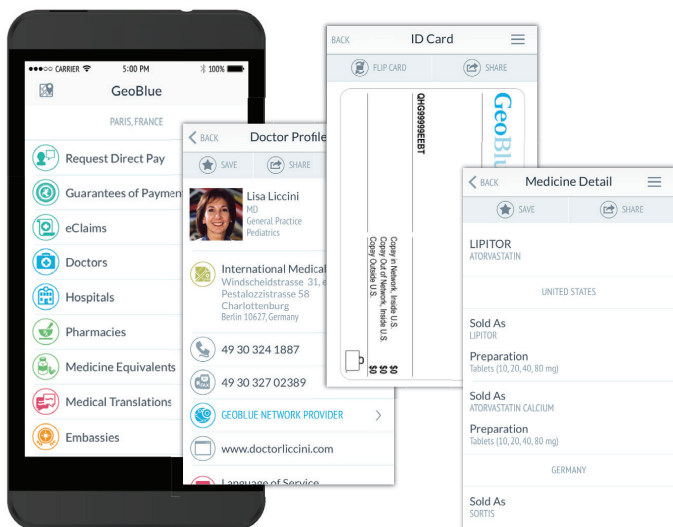 ●●●○○ CARRIER 5:00 PM 100%
GeoBlue
PARIS, FRANCE
Request Direct Pay
Guarantees of Paymen
eClaims
Doctors
Hospitals
Pharmacies
Medicine Equivalents
Medical Translations
Embassies
BACK Doctor Profile
SAVE SHARE
Lisa Liccini
MD
General Practice
Pediatrics
International Medical
Windscheidstrasse 31, e
Pestalozzistrasse 58
Charlottenburg
Berlin 10627, Germany
49 30 324 1887
49 30 327 02389
GEOBLUE NETWORK PROVIDER
www.doctorliccini.com
Language of Service
BACK ID Card
FLIP CARD SHARE
GeoBlu
QHG99999EEBT
Copay in Network, Inside U.S. $0
Copay Out of Network, Inside U.S. $0
Copay Outside U.S. $0
BACK Medicine Detail
SAVE SHARE
LIPITOR
ATORVASTATIN
UNITED STATES
Sold As
LIPITOR
Preparation
Tablets (10, 20, 40, 80 mg)
Sold As
ATORVASTATIN CALCIUM
Preparation
Tablets (10, 20, 40, 80 mg)
GERMANY
Sold As
SORTIS